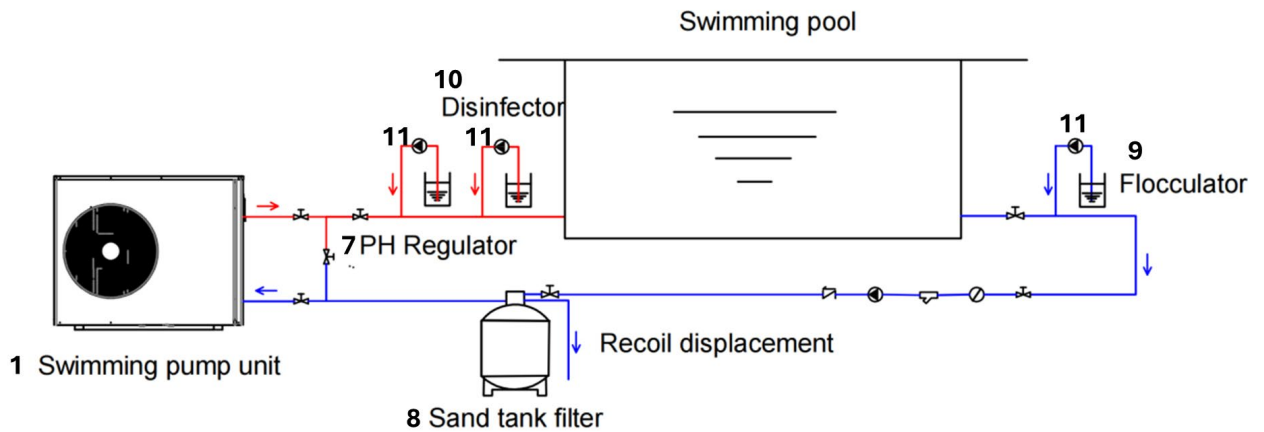 Swimming pool
10
Disinfector
11
11
11
9
Flocculator
7 PH Regulator
Recoil displacement
1 Swimming pump unit
8 Sand tank filter